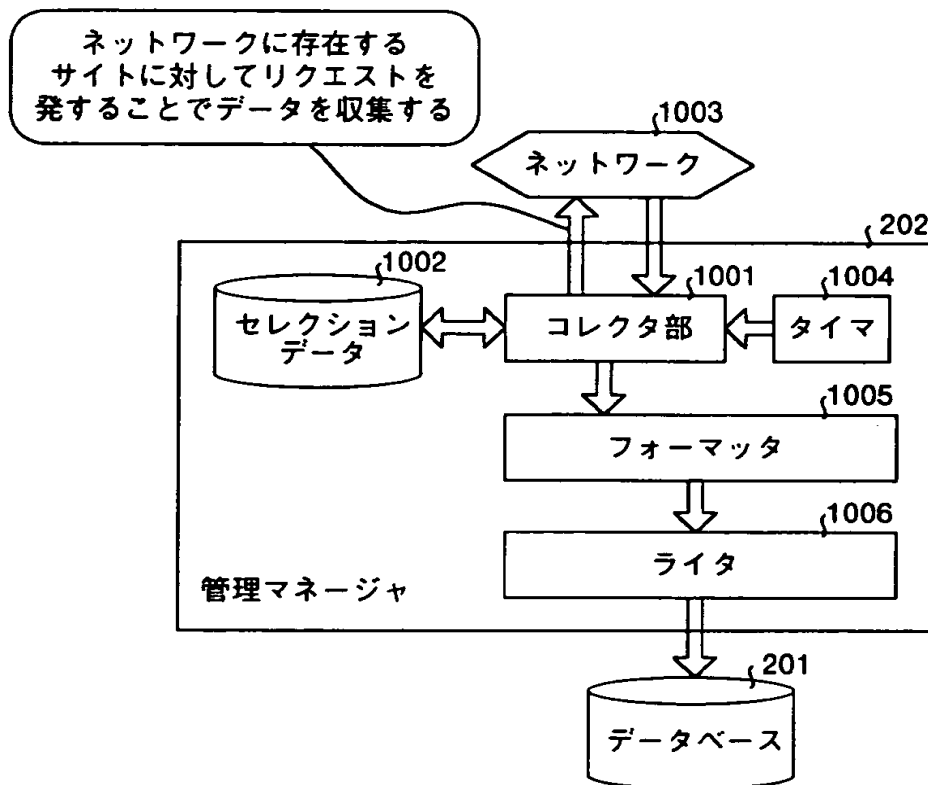 ネットワークに存在する
サイトに対してリクエストを
発することでデータを収集する
1003
ネットワーク
202
1002
セレクション
データ
1001
コレクタ部
1004
タイマ
1005
フォーマッタ
1006
ライタ
管理マネージャ
201
データベース